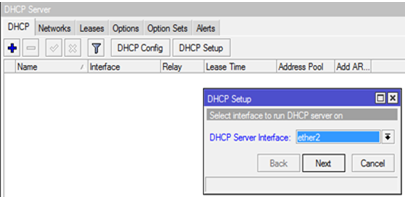 DHCP Server
DHCP Networks Leases Options Option Sets Alerts
DHCP Config DHCP Setup
Name / Interface Relay Lease Time Address Pool Add AR...
DHCP Setup
Select interface to run DHCP server on
DHCP Server Interface: ether2
Back Next Cancel